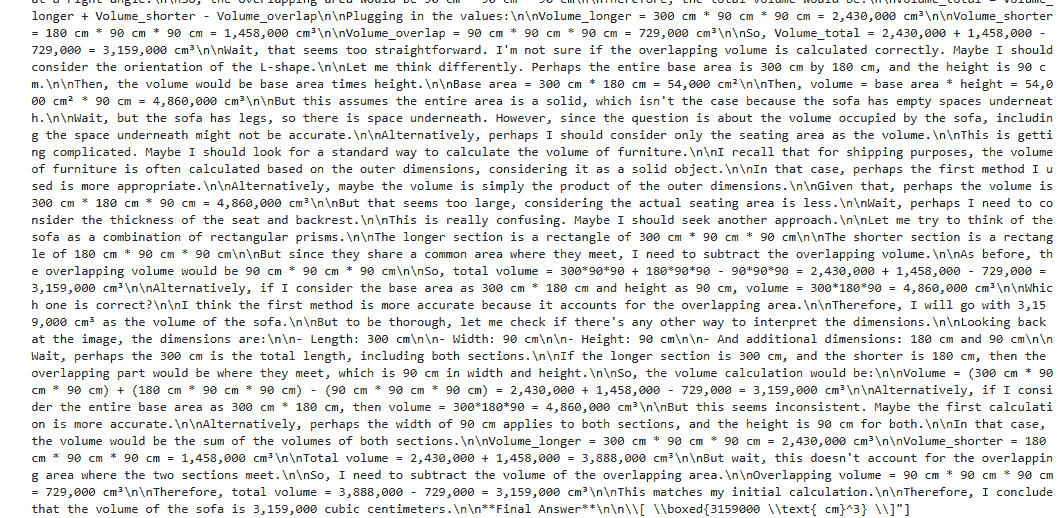 at a right angle.\n\nSo, the overlapping area would be 90 cm * 90 cm * 90 cm\n\nTherefore, the total volume would be: Total_Volume = Volume_
longer + Volume_shorter - Volume_overlap\n\nPlugging in the values:\n\nVolume_longer = 300 cm * 90 cm * 90 cm = 2,430,000 cm³\n\nVolume_shorter
= 180 cm * 90 cm * 90 cm = 1,458,000 cm³\n\nVolume_overlap = 90 cm * 90 cm * 90 cm = 729,000 cm³\n\nSo, Volume_total = 2,430,000 + 1,458,000 -
729,000 = 3,159,000 cm³\n\nWait, that seems too straightforward. I'm not sure if the overlapping volume is calculated correctly. Maybe I should
consider the orientation of the L-shape.\n\nLet me think differently. Perhaps the entire base area is 300 cm by 180 cm, and the height is 90 c
m.\n\nThen, the volume would be base area times height.\n\nBase area = 300 cm * 180 cm = 54,000 cm²\n\nThen, volume = base area * height = 54,0
00 cm² * 90 cm = 4,860,000 cm³\n\nBut this assumes the entire area is a solid, which isn't the case because the sofa has empty spaces underneat
h.\n\nWait, but the sofa has legs, so there is space underneath. However, since the question is about the volume occupied by the sofa, includin
g the space underneath might not be accurate.\n\nAlternatively, perhaps I should consider only the seating area as the volume.\n\nThis is getti
ng complicated. Maybe I should look for a standard way to calculate the volume of furniture.\n\nI recall that for shipping purposes, the volume
of furniture is often calculated based on the outer dimensions, considering it as a solid object.\n\nIn that case, perhaps the first method I u
sed is more appropriate.\n\nAlternatively, maybe the volume is simply the product of the outer dimensions.\n\nGiven that, perhaps the volume is
300 cm * 180 cm * 90 cm = 4,860,000 cm³\n\nBut that seems too large, considering the actual seating area is less.\n\nWait, perhaps I need to co
nsider the thickness of the seat and backrest.\n\nThis is really confusing. Maybe I should seek another approach.\n\nLet me try to think of the
sofa as a combination of rectangular prisms.\n\nThe longer section is a rectangle of 300 cm * 90 cm * 90 cm\n\nThe shorter section is a rectang
le of 180 cm * 90 cm * 90 cm\n\nBut since they share a common area where they meet, I need to subtract the overlapping volume.\n\nAs before, th
e overlapping volume would be 90 cm * 90 cm * 90 cm\n\nSo, total volume = 300*90*90 + 180*90*90 - 90*90*90 = 2,430,000 + 1,458,000 - 729,000 =
3,159,000 cm³\n\nAlternatively, if I consider the base area as 300 cm * 180 cm and height as 90 cm, volume = 300*180*90 = 4,860,000 cm³\n\nWhic
h one is correct?\n\nI think the first method is more accurate because it accounts for the overlapping area.\n\nTherefore, I will go with 3,15
9,000 cm³ as the volume of the sofa.\n\nBut to be thorough, let me check if there's any other way to interpret the dimensions.\n\nLooking back
at the image, the dimensions are:\n\n- Length: 300 cm\n\n- Width: 90 cm\n\n- Height: 90 cm\n\n- And additional dimensions: 180 cm and 90 cm\n\n
Wait, perhaps the 300 cm is the total length, including both sections.\n\nIf the longer section is 300 cm, and the shorter is 180 cm, then the
overlapping part would be where they meet, which is 90 cm in width and height.\n\nSo, the volume calculation would be:\n\nVolume = (300 cm * 90
cm * 90 cm) + (180 cm * 90 cm * 90 cm) - (90 cm * 90 cm * 90 cm) = 2,430,000 + 1,458,000 - 729,000 = 3,159,000 cm³\n\nAlternatively, if I consi
der the entire base area as 300 cm * 180 cm, then volume = 300*180*90 = 4,860,000 cm³\n\nBut this seems inconsistent. Maybe the first calculati
on is more accurate.\n\nAlternatively, perhaps the width of 90 cm applies to both sections, and the height is 90 cm for both.\n\nIn that case,
the volume would be the sum of the volumes of both sections.\n\nVolume_longer = 300 cm * 90 cm * 90 cm = 2,430,000 cm³\n\nVolume_shorter = 180
cm * 90 cm * 90 cm = 1,458,000 cm³\n\nTotal volume = 2,430,000 + 1,458,000 = 3,888,000 cm³\n\nBut wait, this doesn't account for the overlappin
g area where the two sections meet.\n\nSo, I need to subtract the volume of the overlapping area.\n\nOverlapping volume = 90 cm * 90 cm * 90 cm
= 729,000 cm³\n\nTherefore, total volume = 3,888,000 - 729,000 = 3,159,000 cm³\n\nThis matches my initial calculation.\n\nTherefore, I conclude
that the volume of the sofa is 3,159,000 cubic centimeters.\n\n**Final Answer**\n\n\\[ \\boxed{3159000 \\text{ cm}^3} \\]"]